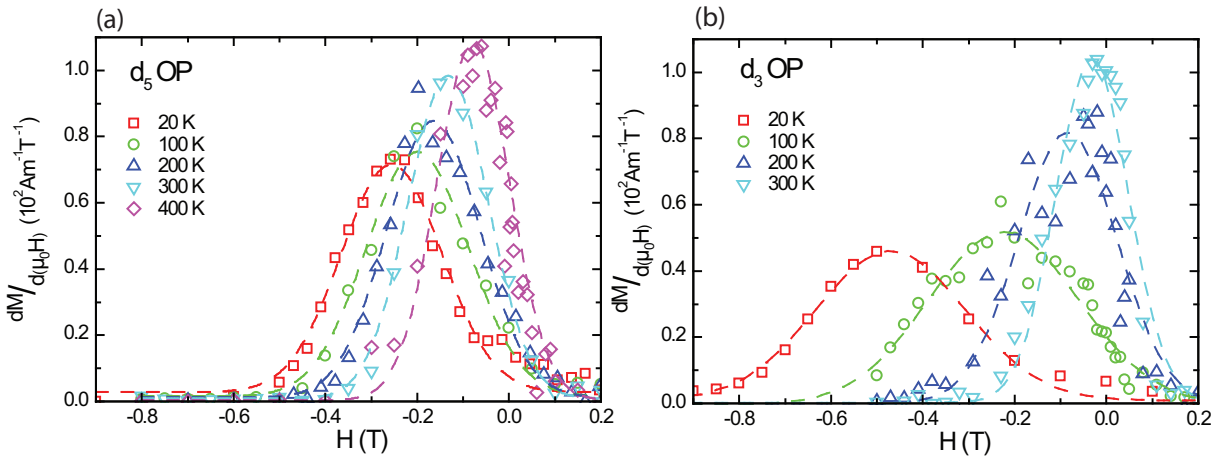 (a)
d₅ OP
20 K
100 K
200 K
300 K
400 K
dM/d(μ₀H) (10²Am⁻¹T⁻¹)
1.0
0.8
0.6
0.4
0.2
0.0
-0.8 -0.6 -0.4 -0.2 0.0 0.2
H (T)
(b)
d₃ OP
20 K
100 K
200 K
300 K
dM/d(μ₀H) (10²Am⁻¹T⁻¹)
1.0
0.8
0.6
0.4
0.2
0.0
-0.8 -0.6 -0.4 -0.2 0.0 0.2
H (T)